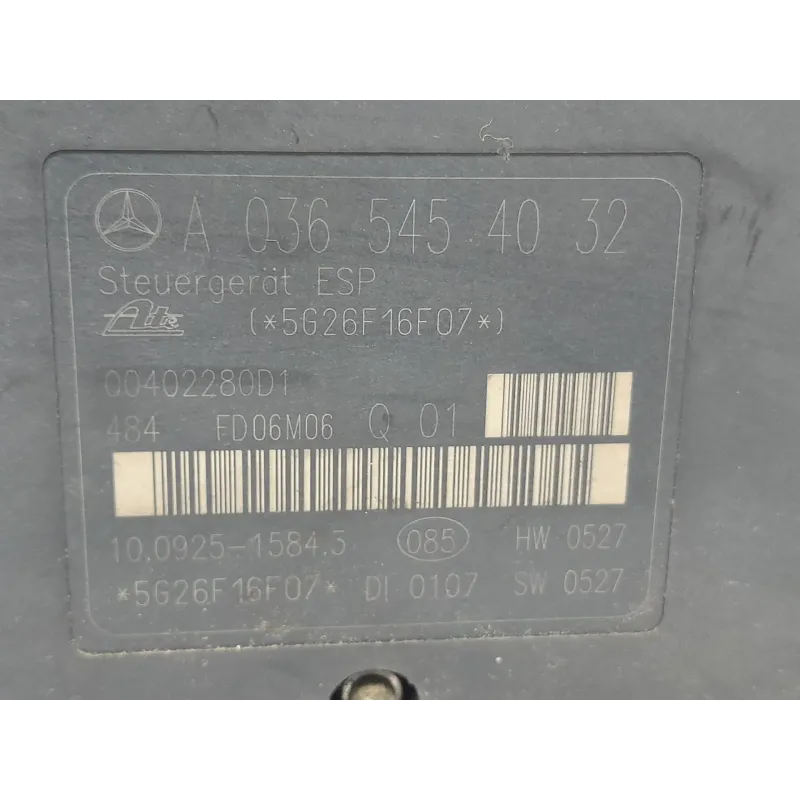 A 036 545 40 32
Steuergerät ESP
Ate (*5G26F16F07*)
00402280D1
484 FD06M06 Q 01
10.0925-1584.3 085 HW 0527
*5G26F16F07* DI 0107 SW 0527